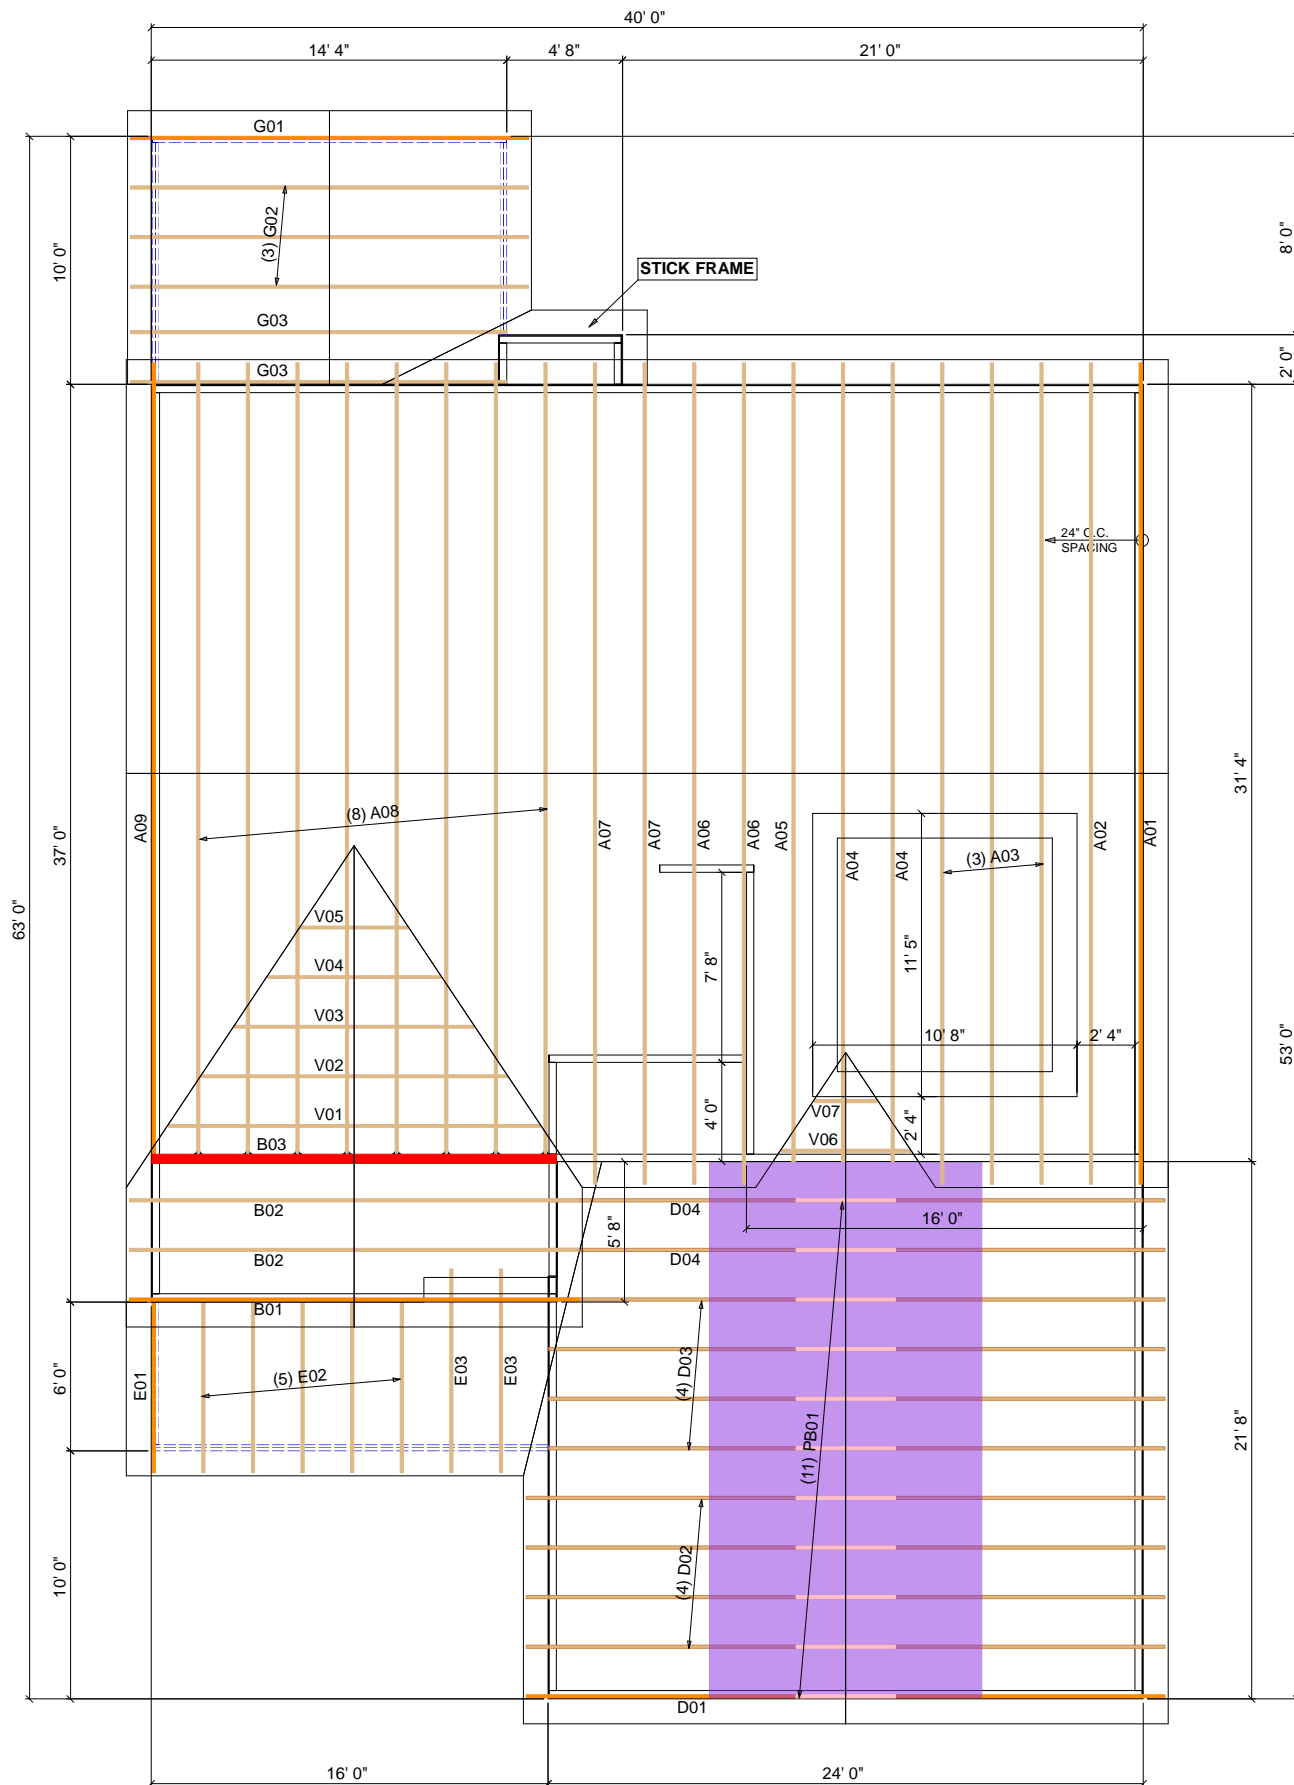 40' 0"
14' 4"
4' 8"
21' 0"
G01
(3) G02
10' 0"
8' 0"
STICK FRAME
G03
2' 0"
G03
24" O.C.
SPACING
31' 4"
(8) A08
A09
A07
A07
A06
A06
A05
A04
A04
(3) A03
A02
A01
37' 0"
63' 0"
V05
V04
7' 8"
11' 5"
V03
10' 8"
2' 4"
53' 0"
V02
V01
4' 0"
V07
2' 4"
B03
V06
B02
D04
16' 0"
5' 8"
B02
D04
B01
6' 0"
E01
(5) E02
E03
E03
(4) D03
(11) PB01
21' 8"
10' 0"
(4) D02
D01
16' 0"
24' 0"